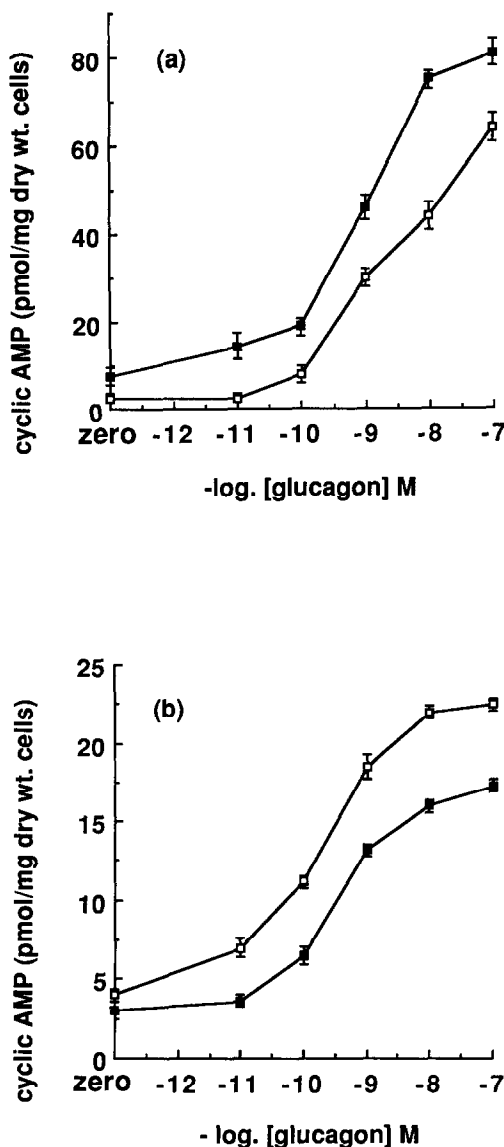 (a)
cyclic AMP (pmol/mg dry wt. cells)
80
60
40
20
0
zero -12 -11 -10 -9 -8 -7
-log. [glucagon] M
(b)
cyclic AMP (pmol/mg dry wt. cells)
25
20
15
10
5
0
zero -12 -11 -10 -9 -8 -7
- log. [glucagon] M